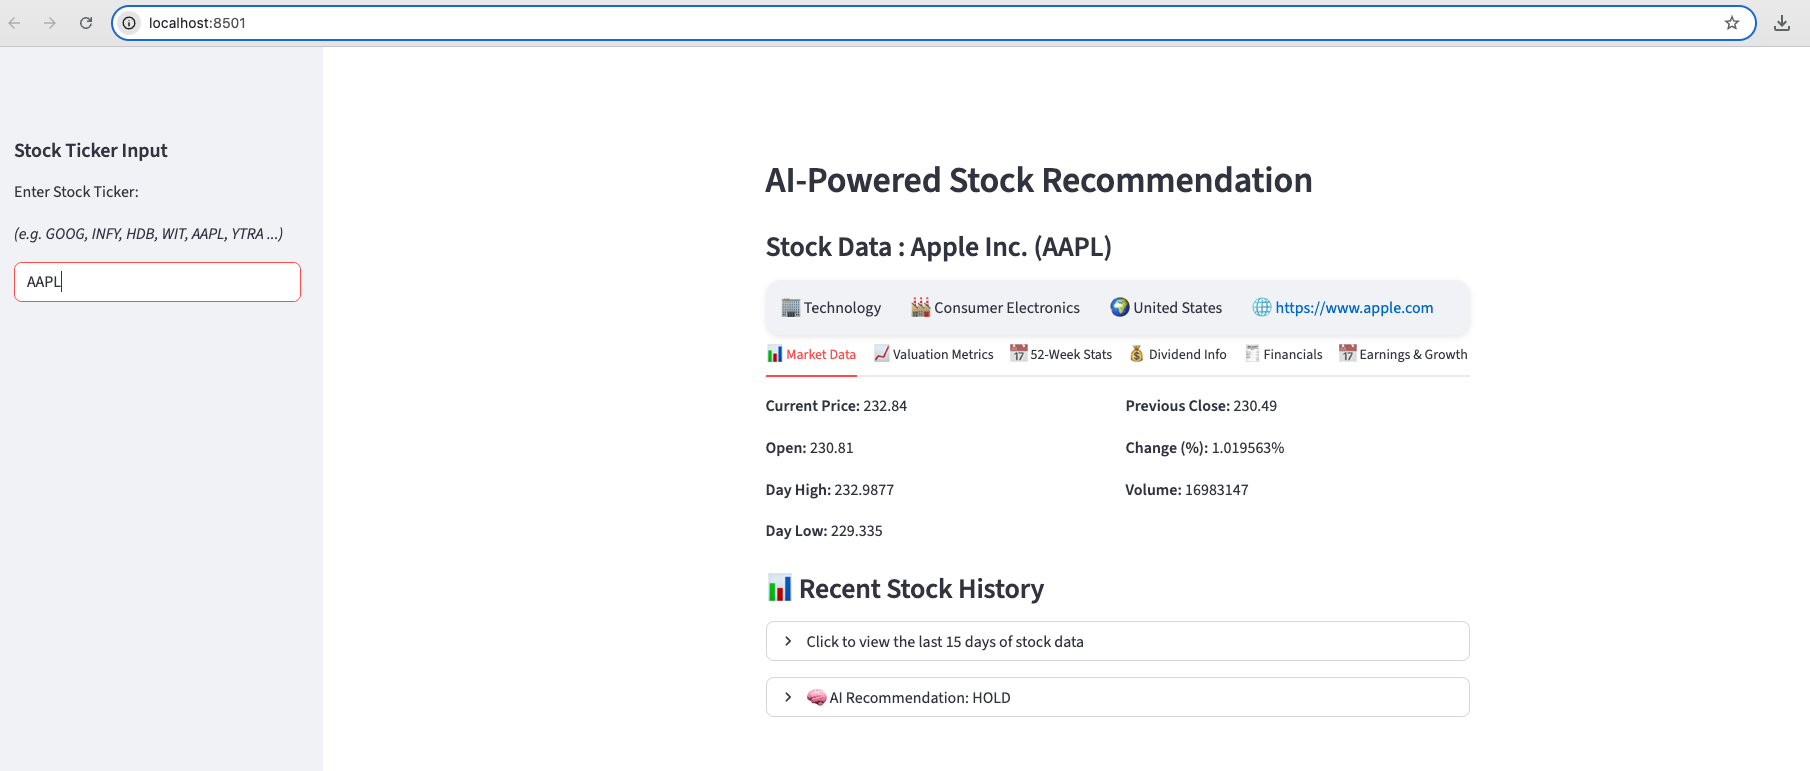 localhost:8501
Stock Ticker Input
Enter Stock Ticker:
(e.g. GOOG, INFY, HDB, WIT, AAPL, YTRA ...)
AAPL
AI-Powered Stock Recommendation
Stock Data : Apple Inc. (AAPL)
Technology Consumer Electronics United States https://www.apple.com
Market Data Valuation Metrics 52-Week Stats Dividend Info Financials Earnings & Growth
Current Price: 232.84 Previous Close: 230.49
Open: 230.81 Change (%): 1.019563%
Day High: 232.9877 Volume: 16983147
Day Low: 229.335
Recent Stock History
Click to view the last 15 days of stock data
AI Recommendation: HOLD